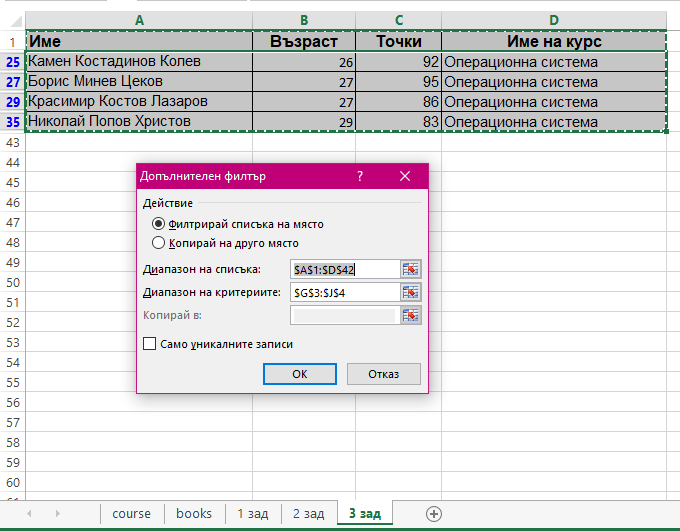 A B C D
1 Име Възраст Точки Име на курс
25 Камен Костадинов Колев 26 92 Операционна система
27 Борис Минев Цеков 27 95 Операционна система
29 Красимир Костов Лазаров 27 86 Операционна система
35 Николай Попов Христов 29 83 Операционна система
43
44
45
46
47
48
49
50
51
52
53
54
55
56
57
58
59
60
Допълнителен филтър ?
Действие
Филтрирай списъка на място
Копирай на друго място
Диапазон на списъка: $A$1:$D$42
Диапазон на критериите: $G$3:$J$4
Копирай в:
Само уникалните записи
OK Отказ
course books 1 зад 2 зад 3 зад